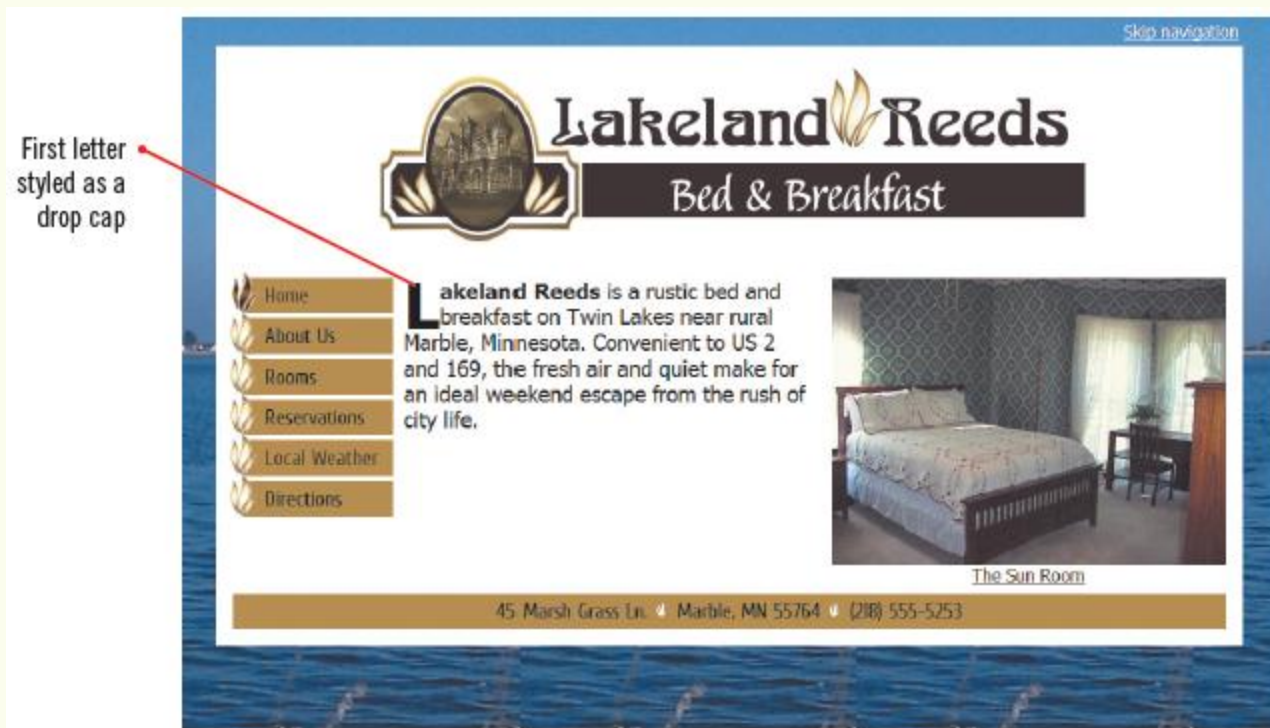 Skip navigation
Lakeland Reeds
Bed & Breakfast
First letter
styled as a
drop cap
Home
About Us
Rooms
Reservations
Local Weather
Directions
Lakeland Reeds is a rustic bed and
breakfast on Twin Lakes near rural
Marble, Minnesota. Convenient to US 2
and 169, the fresh air and quiet make for
an ideal weekend escape from the rush of
city life.
The Sun Room
45 Marsh Grass Ln. Marble, MN 55764 (218) 555-5253